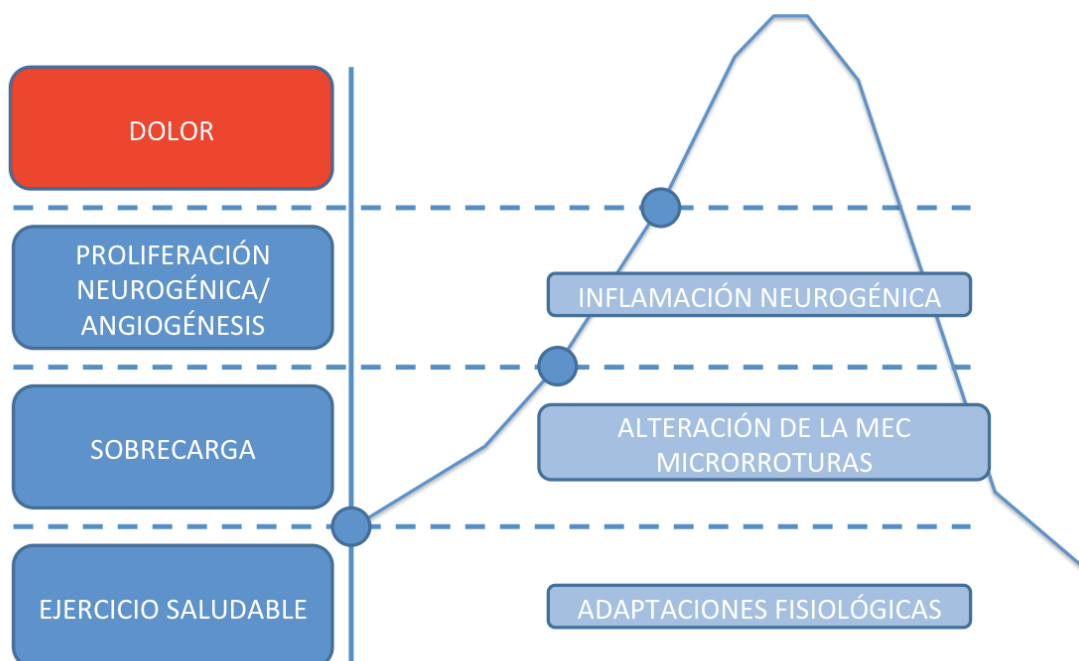 DOLOR
PROLIFERACIÓN
NEUROGÉNICA/
ANGIOGÉNESIS
INFLAMACIÓN NEUROGÉNICA
SOBRECARGA
ALTERACIÓN DE LA MEC
MICRORROTURAS
EJERCICIO SALUDABLE
ADAPTACIONES FISIOLÓGICAS